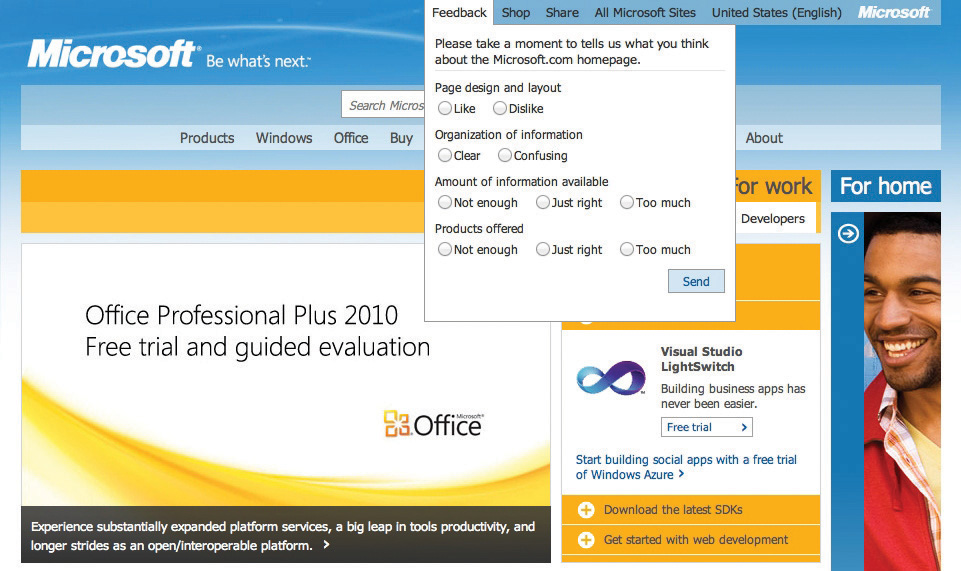 Feedback Shop Share All Microsoft Sites United States (English) Microsoft
Microsoft® Be what's next.™
Please take a moment to tells us what you think
about the Microsoft.com homepage.
Page design and layout
Like Dislike
Organization of information
Clear Confusing
Amount of information available
Not enough Just right Too much
Products offered
Not enough Just right Too much
Send
Search Micros
Products Windows Office Buy About
For work
For home
Developers
Office Professional Plus 2010
Free trial and guided evaluation
Microsoft®
Office
Experience substantially expanded platform services, a big leap in tools productivity, and
longer strides as an open/interoperable platform. ›
Visual Studio
LightSwitch
Building business apps has
never been easier.
Free trial ›
Start building social apps with a free trial
of Windows Azure ›
Download the latest SDKs
Get started with web development